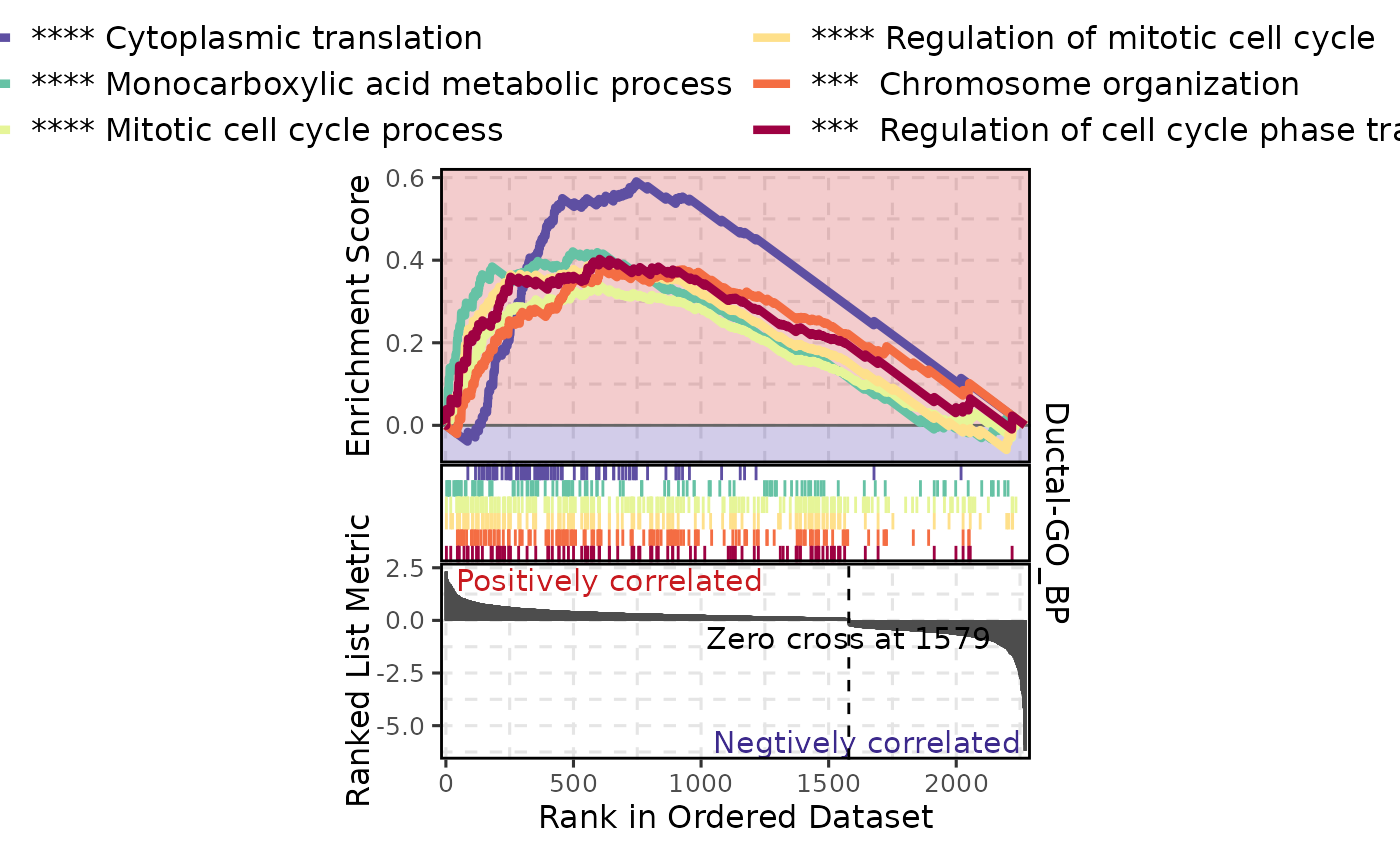 **** Cytoplasmic translation
**** Monocarboxylic acid metabolic process
**** Mitotic cell cycle process
**** Regulation of mitotic cell cycle
*** Chromosome organization
*** Regulation of cell cycle phase tra
Enrichment Score
0.6
0.4
0.2
0.0
Ductal-GO_BP
Ranked List Metric
2.5
0.0
-2.5
-5.0
Positively correlated
Zero cross at 1579
Negtively correlated
0 500 1000 1500 2000
Rank in Ordered Dataset